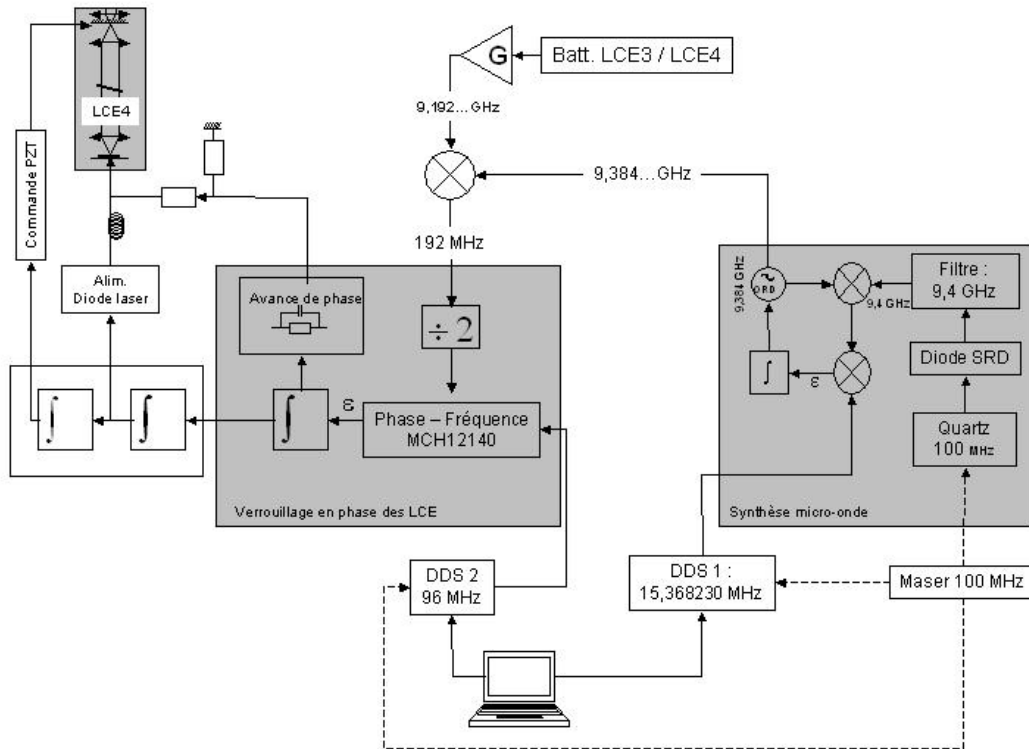 LCE4
G
Batt. LCE3 / LCE4
9,192... GHz
Commande PZT
9,384... GHz
192 MHz
Alim.
Diode laser
Avance de phase
÷ 2
∫
∫
∫
ε
Phase – Fréquence
MCH12140
Verrouillage en phase des LCE
9,384 GHz
~
DRD
9,4 GHz
Filtre :
9,4 GHz
∫
ε
Diode SRD
Quartz
100 MHz
Synthèse micro-onde
DDS 2
96 MHz
DDS 1 :
15,368230 MHz
Maser 100 MHz